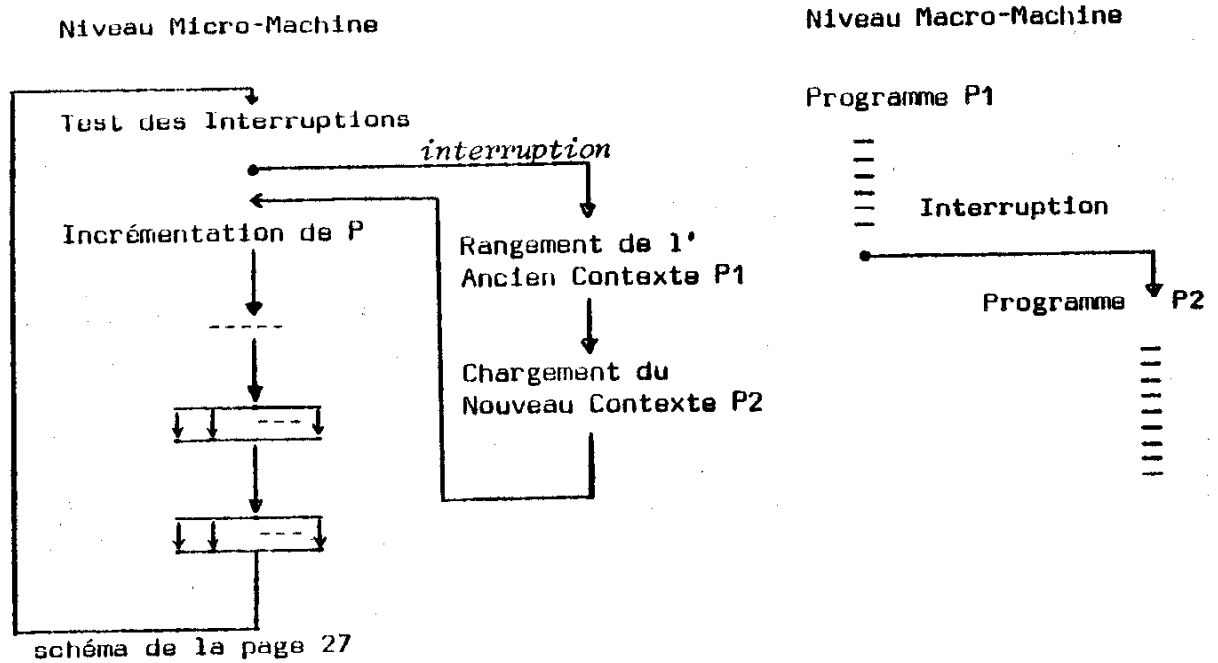 Niveau Micro-Machine
Test des Interruptions
interruption
Incrémentation de P
Rangement de l'
Ancien Contexte P1
Chargement du
Nouveau Contexte P2
schéma de la page 27
Niveau Macro-Machine
Programme P1
Interruption
Programme P2